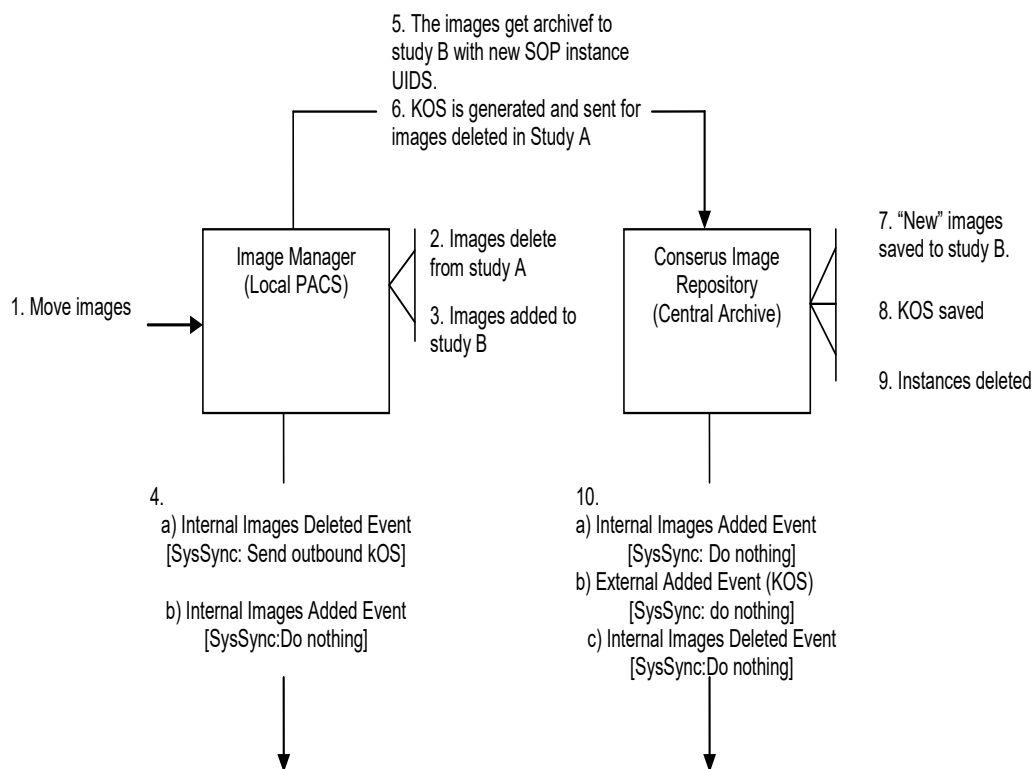 5. The images get archivef to
study B with new SOP instance
UIDS.
6. KOS is generated and sent for
images deleted in Study A
1. Move images
Image Manager
(Local PACS)
2. Images delete
from study A
3. Images added to
study B
Conserus Image
Repository
(Central Archive)
7. “New” images
saved to study B.
8. KOS saved
9. Instances deleted
4.
a) Internal Images Deleted Event
[SysSync: Send outbound kOS]
b) Internal Images Added Event
[SysSync:Do nothing]
10.
a) Internal Images Added Event
[SysSync: Do nothing]
b) External Added Event (KOS)
[SysSync: do nothing]
c) Internal Images Deleted Event
[SysSync:Do nothing]